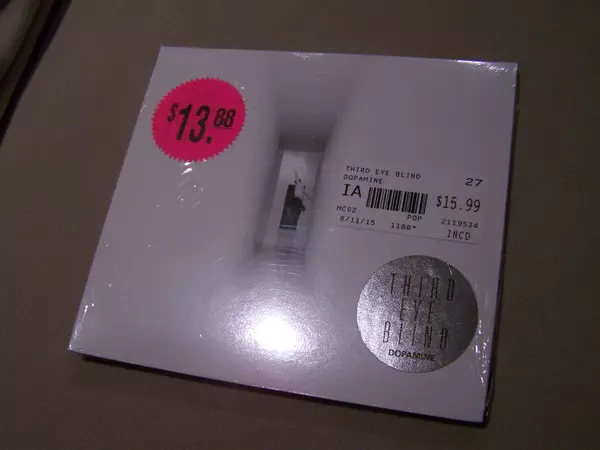 $13.88
THIRD EYE BLIND
DOPAMINE
27
IA
$15.99
MC02
POP
2119534
6/11/15
1188*
INCD
THIRD
EYE
BLIND
DOPAMINE